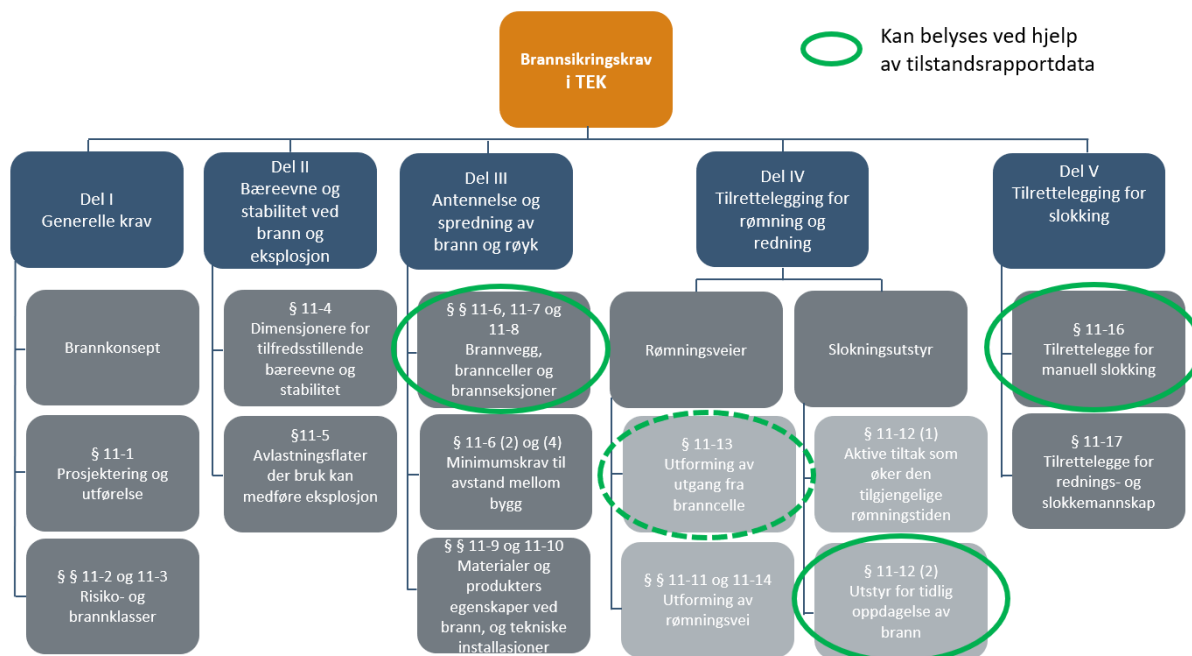 Brannsikringskrav
i TEK
Kan belyses ved hjelp
av tilstandsrapportdata
Del I
Generelle krav
Del II
Bæreevne og
stabilitet ved
brann og
eksplosjon
Del III
Antennelse og
spredning av
brann og røyk
Del IV
Tilrettelegging for
rømning og
redning
Del V
Tilrettelegging for
slokking
Brannkonsept
§ 11-1
Prosjektering og
utførelse
§ § 11-2 og 11-3
Risiko- og
brannklasser
§ 11-4
Dimensjonere for
tilfredsstillende
bæreevne og
stabilitet
§11-5
Avlastningsflater
der bruk kan
medføre eksplosjon
§ § 11-6, 11-7 og
11-8
Brannvegg,
brannceller og
brannseksjoner
§ 11-6 (2) og (4)
Minimumskrav til
avstand mellom
bygg
§ § 11-9 og 11-10
Materialer og
produkters
egenskaper ved
brann, og tekniske
installasjoner
Rømningsveier
§ 11-13
Utforming av
utgang fra
branncelle
§ § 11-11 og 11-14
Utforming av
rømningsvei
Slokningsutstyr
§ 11-12 (1)
Aktive tiltak som
øker den
tilgjengelige
rømningstiden
§ 11-12 (2)
Utstyr for tidlig
oppdagelse av
brann
§ 11-16
Tilrettelegge for
manuell slokking
§ 11-17
Tilrettelegge for
rednings- og
slokkemannskap